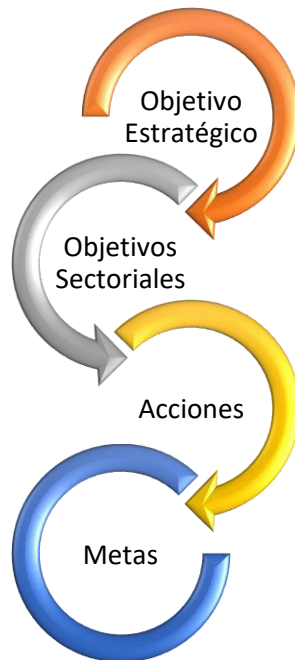 Objetivo
Estratégico
Objetivos
Sectoriales
Acciones
Metas